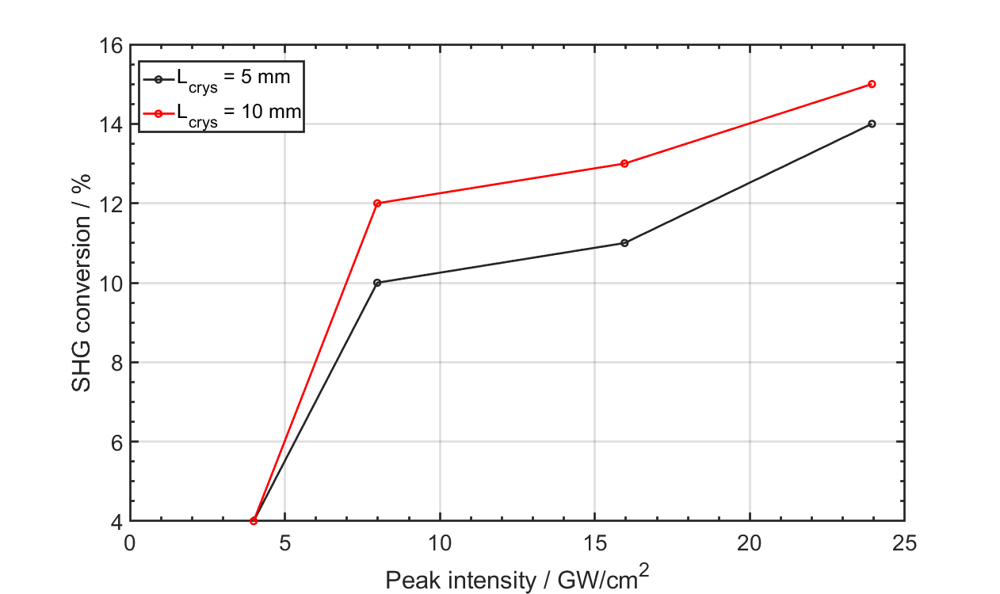 16
14
12
10
8
6
4
0 5 10 15 20 25
L_crys = 5 mm
L_crys = 10 mm
SHG conversion / %
Peak intensity / GW/cm²